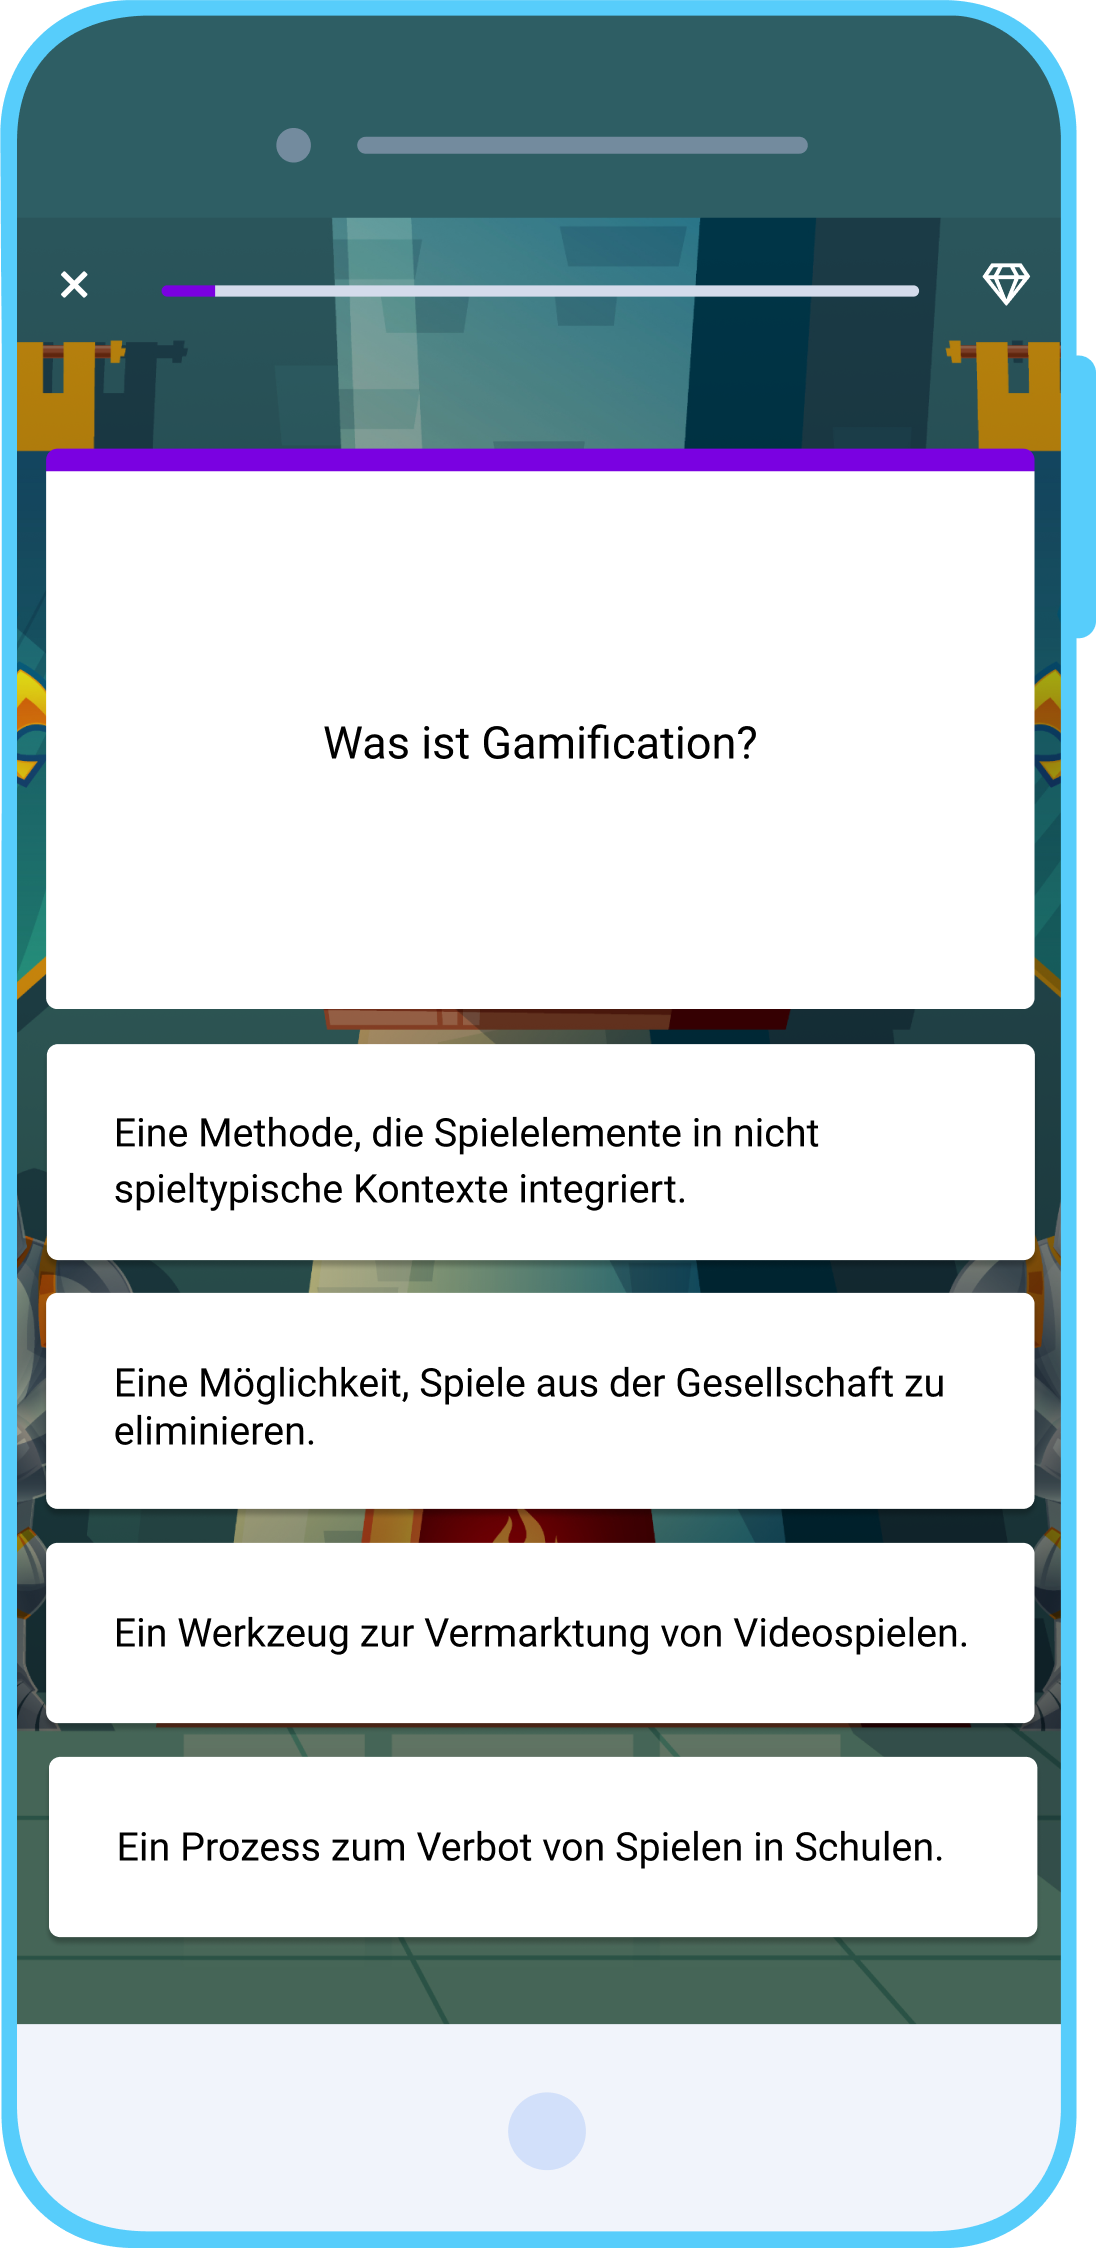 Was ist Gamification?
Eine Methode, die Spielelemente in nicht
spieltypische Kontexte integriert.
Eine Möglichkeit, Spiele aus der Gesellschaft zu
eliminieren.
Ein Werkzeug zur Vermarktung von Videospielen.
Ein Prozess zum Verbot von Spielen in Schulen.